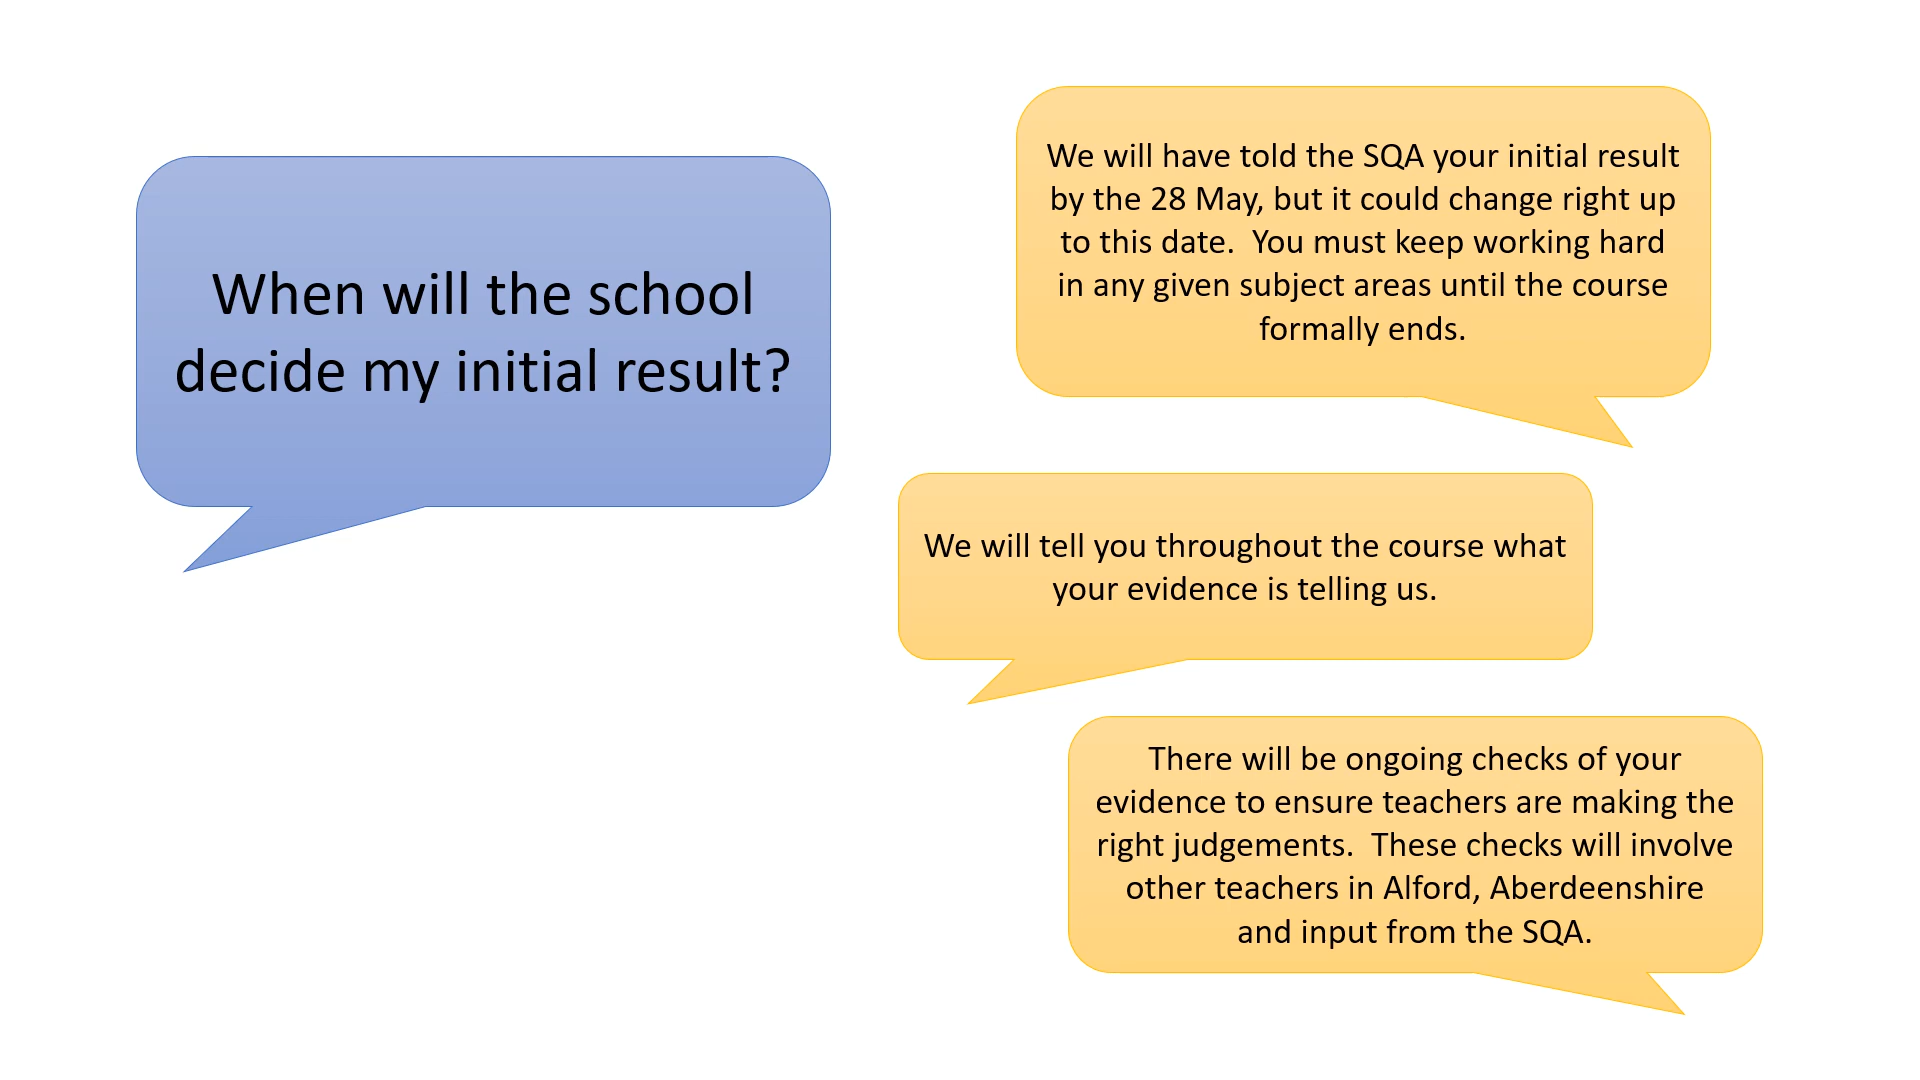 When will the school
decide my initial result?
We will have told the SQA your initial result
by the 28 May, but it could change right up
to this date.  You must keep working hard
in any given subject areas until the course
formally ends.
We will tell you throughout the course what
your evidence is telling us.
There will be ongoing checks of your
evidence to ensure teachers are making the
right judgements.  These checks will involve
other teachers in Alford, Aberdeenshire
and input from the SQA.